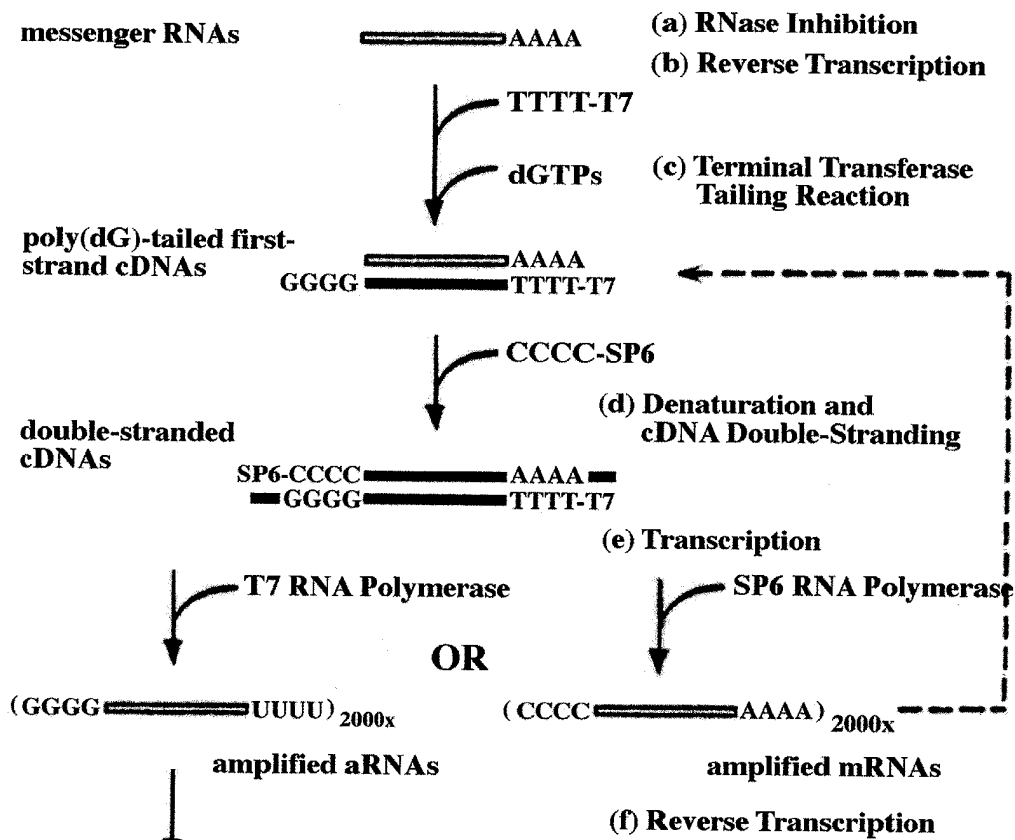 messenger RNAs
AAAA
(a) RNase Inhibition
(b) Reverse Transcription
TTTT-T7
dGTPs
(c) Terminal Transferase
Tailing Reaction
poly(dG)-tailed first-
strand cDNAs
AAAA
GGGG TTTT-T7
CCCC-SP6
(d) Denaturation and
cDNA Double-Stranding
double-stranded
cDNAs
SP6-CCCC AAAA
GGGG TTTT-T7
(e) Transcription
T7 RNA Polymerase
SP6 RNA Polymerase
OR
(GGGG UUUU)2000x
(CCCC AAAA)2000x
amplified aRNAs
amplified mRNAs
(f) Reverse Transcription